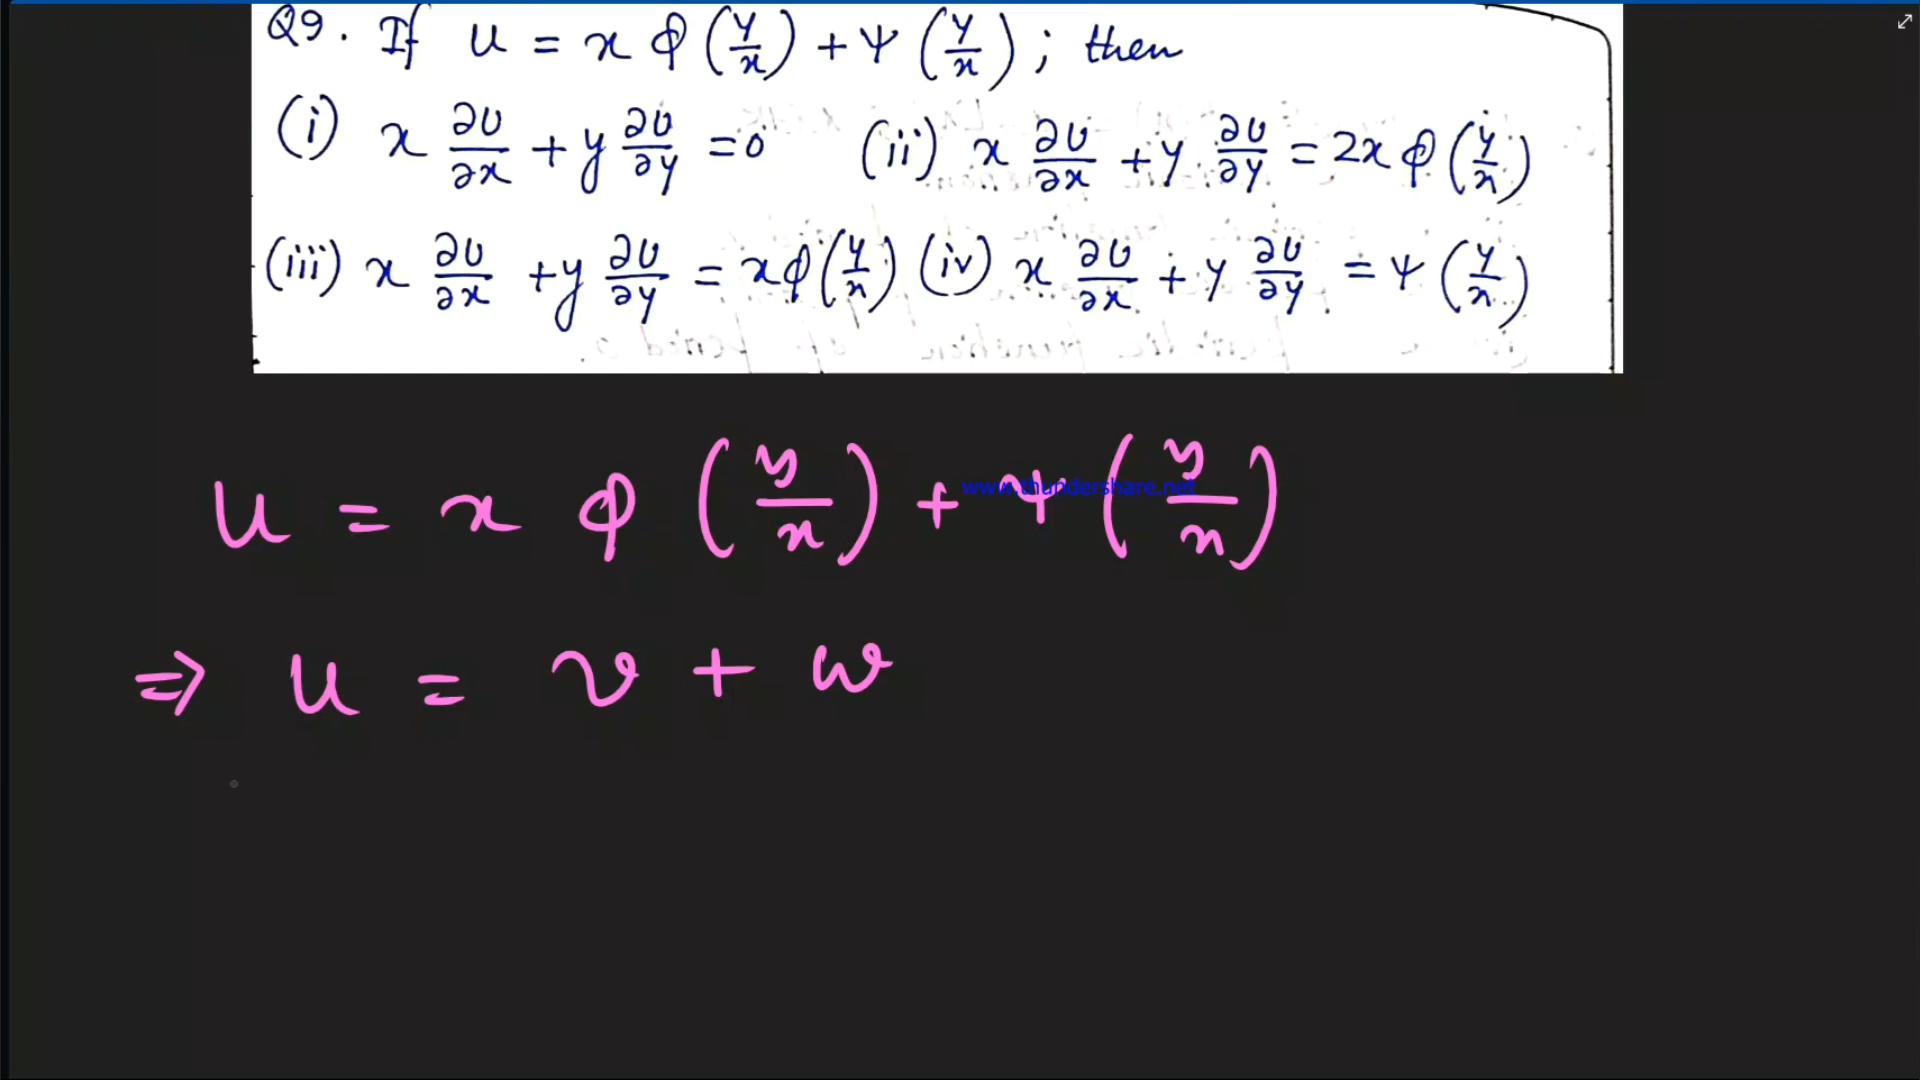 Q9. If u = x φ (y/x) + ψ (y/x) ; then
(i) x ∂u/∂x + y ∂u/∂y = 0 (ii) x ∂u/∂x + y ∂u/∂y = 2x φ (y/x)
(iii) x ∂u/∂x + y ∂u/∂y = x φ (y/x) (iv) x ∂u/∂x + y ∂u/∂y = ψ (y/x)
u = x φ (y/x) + ψ (y/x)
www.thundershare.net
⇒ u = v + w